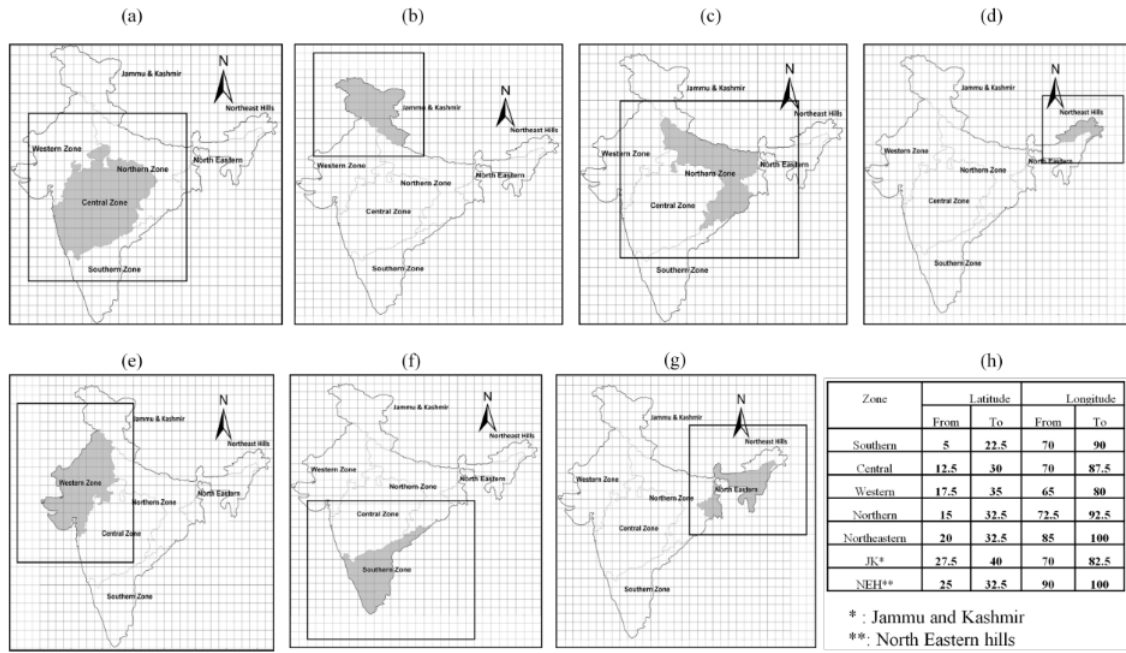 (a)
(b)
(c)
(d)
N
Jammu & Kashmir
Northeast Hills
Western Zone
Northern Zone
North Eastern
Central Zone
Southern Zone
N
Jammu & Kashmir
Northeast Hills
Western Zone
Northern Zone
North Eastern
Central Zone
Southern Zone
N
Jammu & Kashmir
Northeast Hills
Western Zone
Northern Zone
North Eastern
Central Zone
Southern Zone
N
Jammu & Kashmir
Northeast Hills
Western Zone
Northern Zone
North Eastern
Central Zone
Southern Zone
(e)
(f)
(g)
(h)
N
Jammu & Kashmir
Northeast Hills
Western Zone
Northern Zone
North Eastern
Central Zone
Southern Zone
N
Jammu & Kashmir
Northeast Hills
Western Zone
Northern Zone
North Eastern
Central Zone
Southern Zone
N
Jammu & Kashmir
Northeast Hills
Western Zone
Northern Zone
North Eastern
Central Zone
Southern Zone
Zone Latitude Longitude
From To From To
Southern 5 22.5 70 90
Central 12.5 30 70 87.5
Western 17.5 35 65 80
Northern 15 32.5 72.5 92.5
Northeastern 20 32.5 85 100
JK* 27.5 40 70 82.5
NEH** 25 32.5 90 100
* : Jammu and Kashmir
**: North Eastern hills